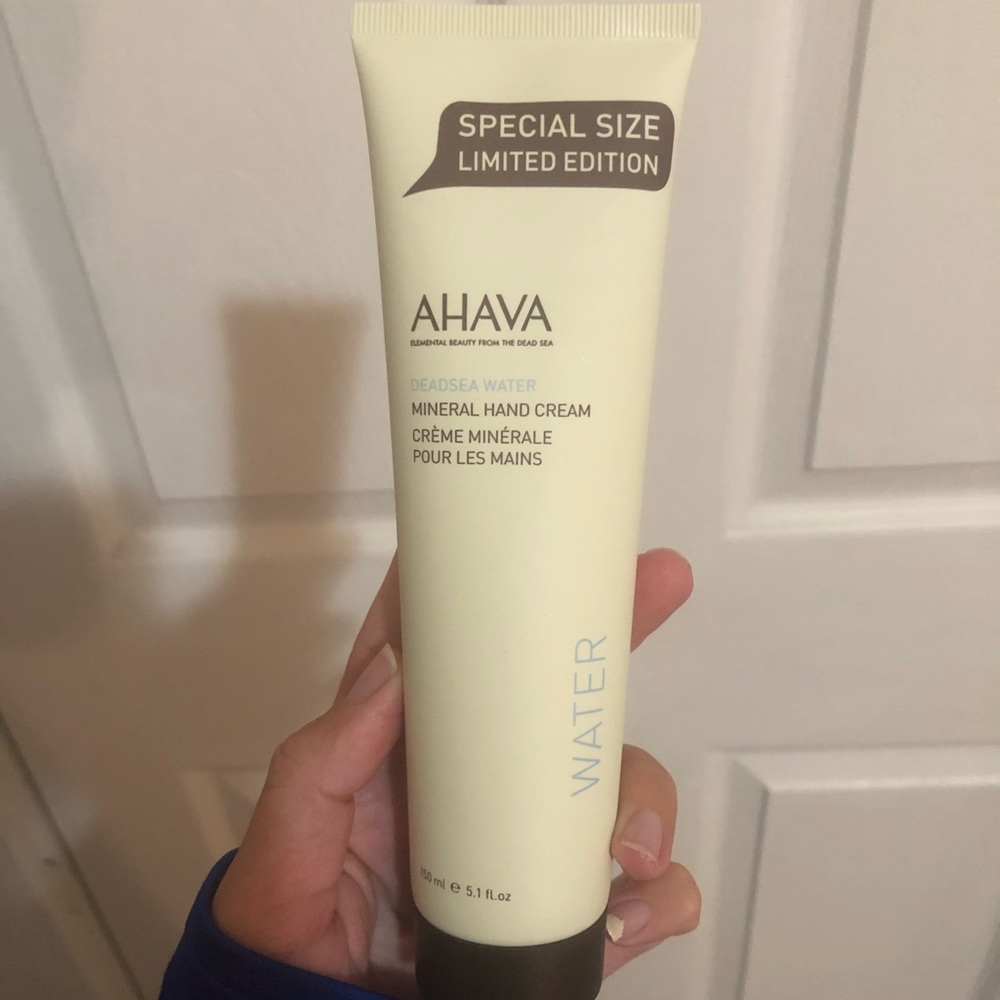 SPECIAL SIZE
LIMITED EDITION
AHAVA
ELEMENTAL BEAUTY FROM THE DEAD SEA
DEADSEA WATER
MINERAL HAND CREAM
CRÈME MINÉRALE
POUR LES MAINS
WATER
150 ml e 5.1 fl.oz